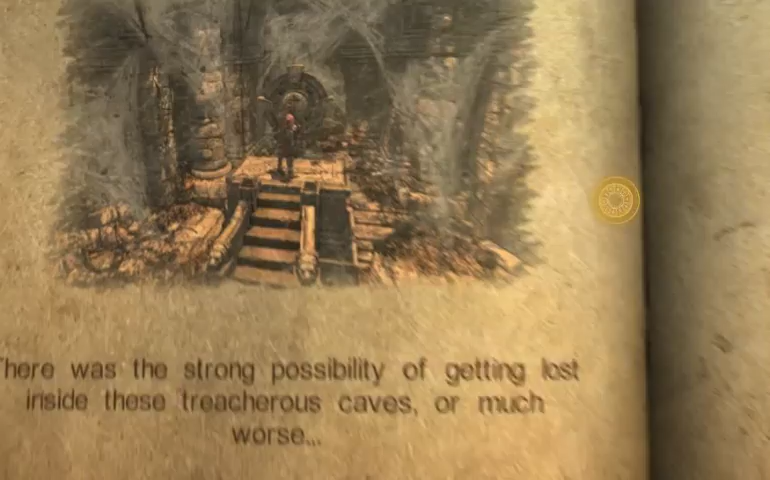 There was the strong possibility of getting lost
inside these treacherous caves, or much
worse...